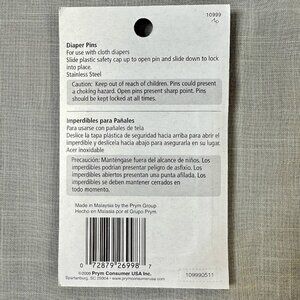 10999
Diaper Pins
For use with cloth diapers
Slide plastic safety cap up to open pin and slide down to lock
into place.
Stainless Steel
Caution: Keep out of reach of children. Pins could present
a choking hazard. Open pins present sharp point. Pins
should be kept locked at all times.
Imperdibles para Pañales
Para usarse con pañales de tela
Deslice la tapa plástica de seguridad hacia arriba para abrir el
imperdible y deslícela hacia abajo para asegurarla en su lugar.
Acer inoxidable
Precaución: Manténgase fuera del alcance de niños. Los
imperdibles podrían presentar peligro de asfixio. Los
imperdibles abiertos presentan una punta afilada. Los
imperdibles se deben mantener cerrados en
todo momento.
Made in Malaysia by the Prym Group
Hecho en Malasia por el Grupo Prym.
0 72879 26998 7
©2005 Prym Consumer USA Inc.
Spartanburg, SC 29304 • www.prymconsumerusa.com
109990511